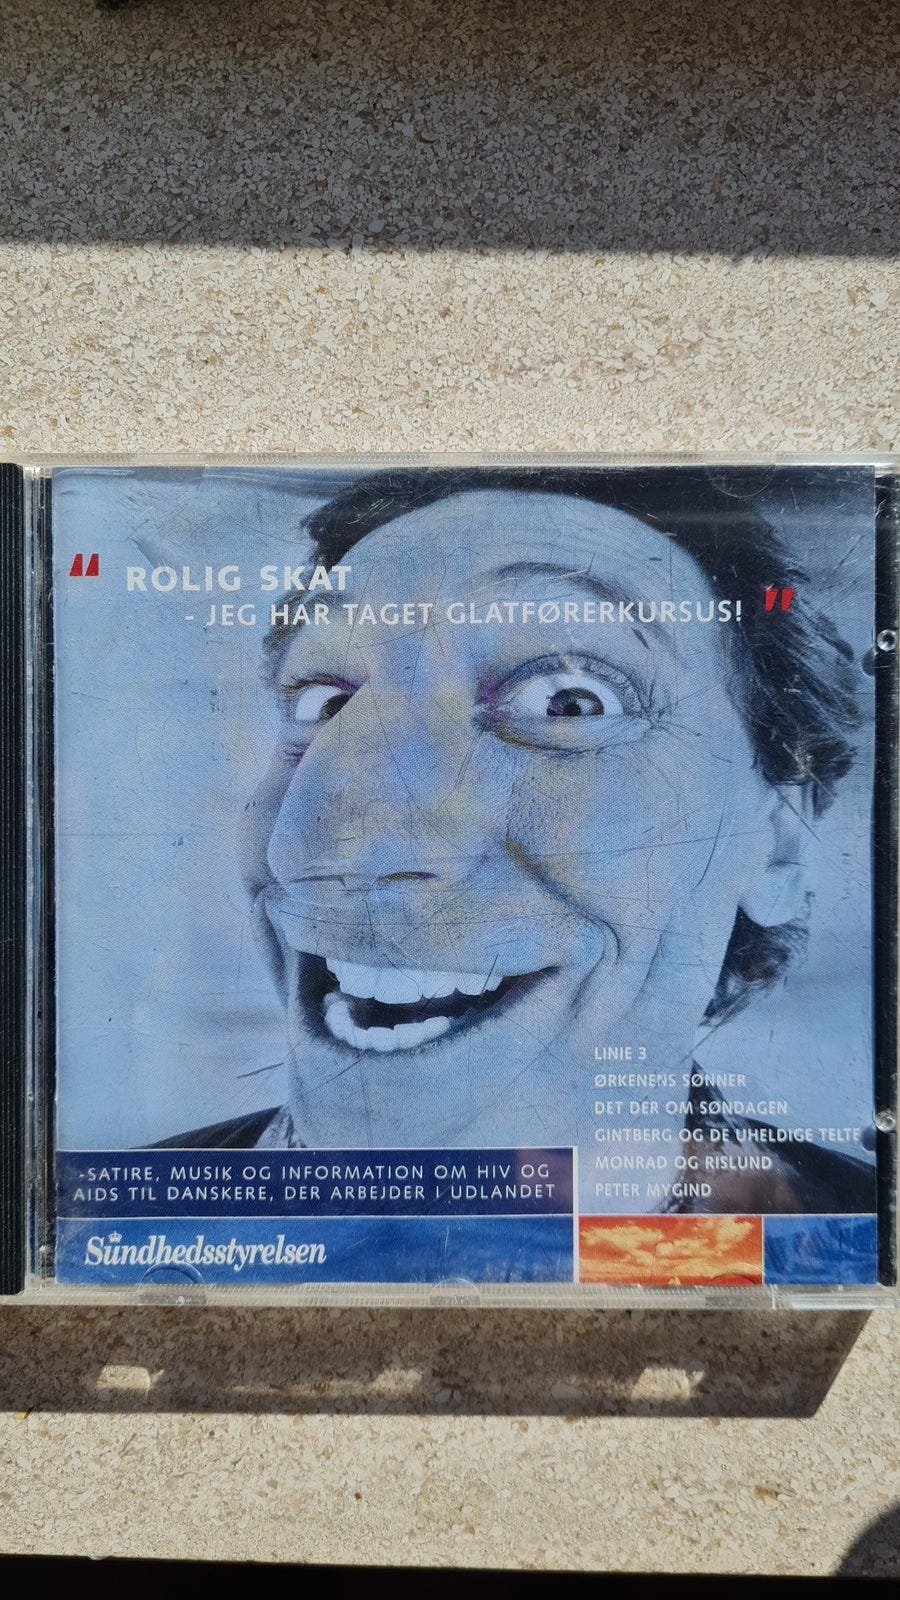 " ROLIG SKAT
- JEG HAR TAGET GLATFØRERKURSUS! "
LINIE 3
ØRKENENS SØNNER
DET DER OM SØNDAGEN
GINTBERG OG DE UHELDIGE TELTE
MONRAD OG RISLUND
PETER MYGIND
-SATIRE, MUSIK OG INFORMATION OM HIV OG
AIDS TIL DANSKERE, DER ARBEJDER I UDLANDET
Sundhedsstyrelsen